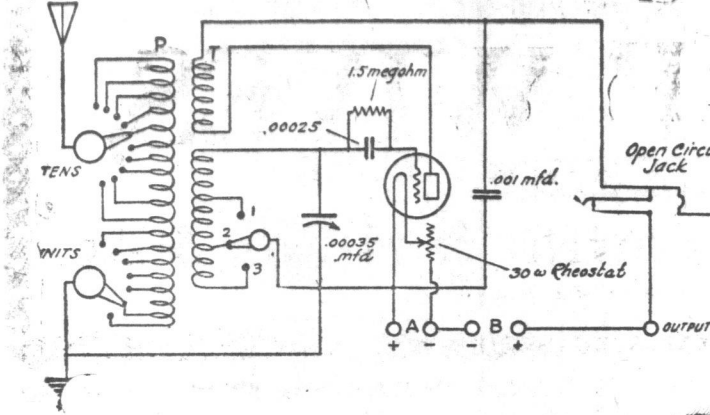 P
T
1.5 megohm
.00025
TENS
Open Circu
Jack
.001 mfd.
1
2
3
.00035
mfd
UNITS
30 ω Rheostat
A
B
+
-
-
+
OUTPUT